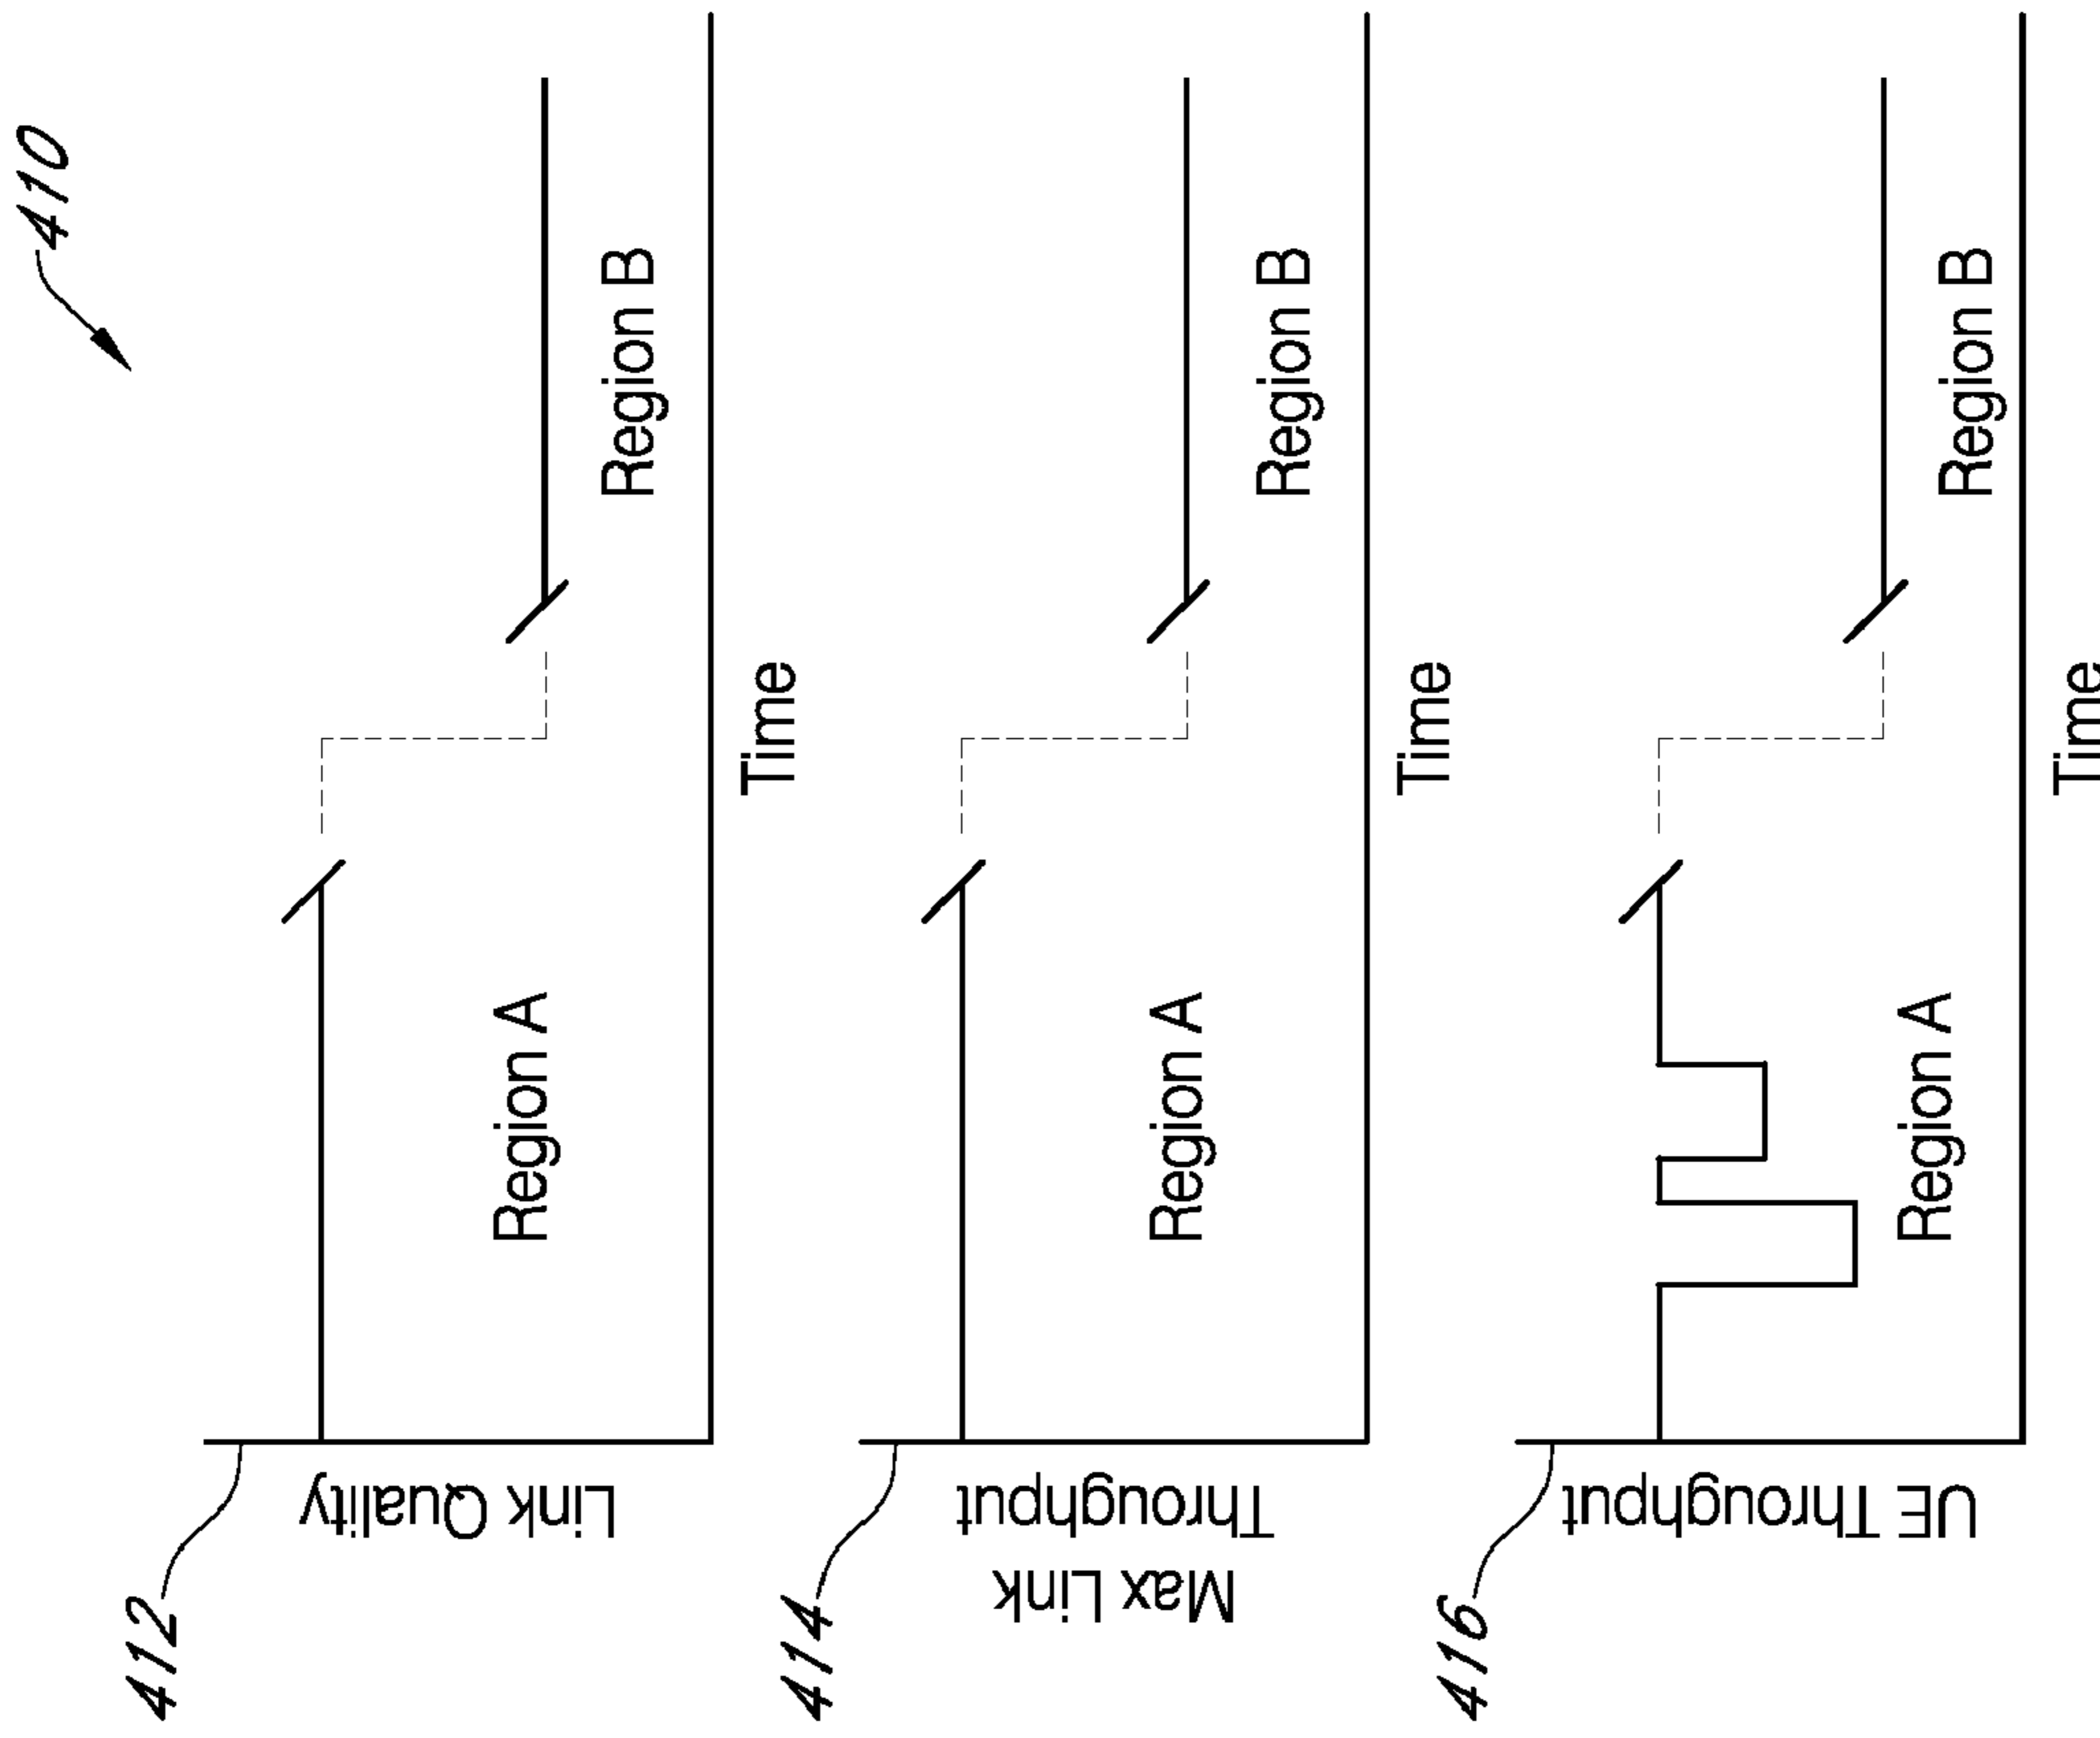 410
412
Link Quality
Region A
Region B
Time
414
Max Link
Throughput
Region A
Region B
Time
416
UE Throughput
Region A
Region B
Time